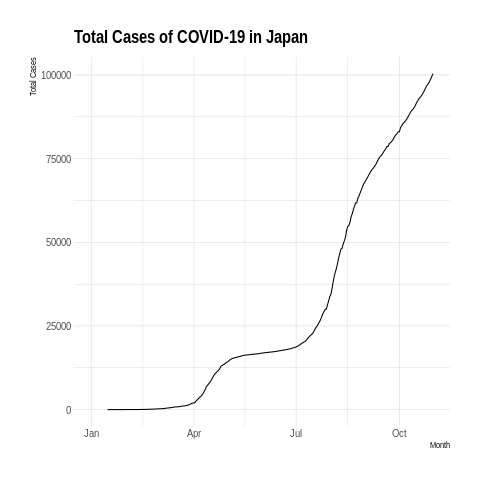 Total Cases of COVID-19 in Japan
Total Cases
100000
75000
50000
25000
0
Jan Apr Jul Oct
Month